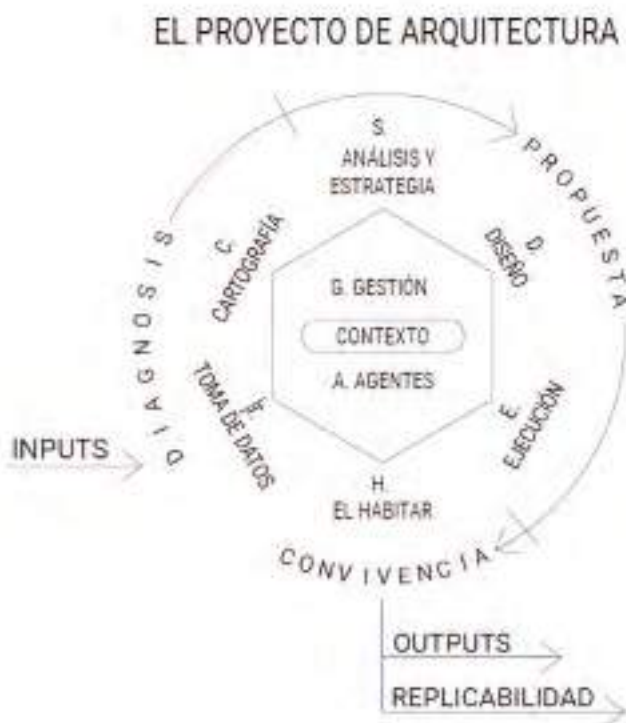 EL PROYECTO DE ARQUITECTURA
S.
ANÁLISIS Y
ESTRATEGIA
PROPUESTA
D.
DISEÑO
C.
CARTOGRAFÍA
G. GESTIÓN
CONTEXTO
A. AGENTES
DIAGNOSIS
TOMA DE DATOS
E.
EJECUCIÓN
INPUTS
H.
EL HABITAR
CONVIVENCIA
OUTPUTS
REPLICABILIDAD